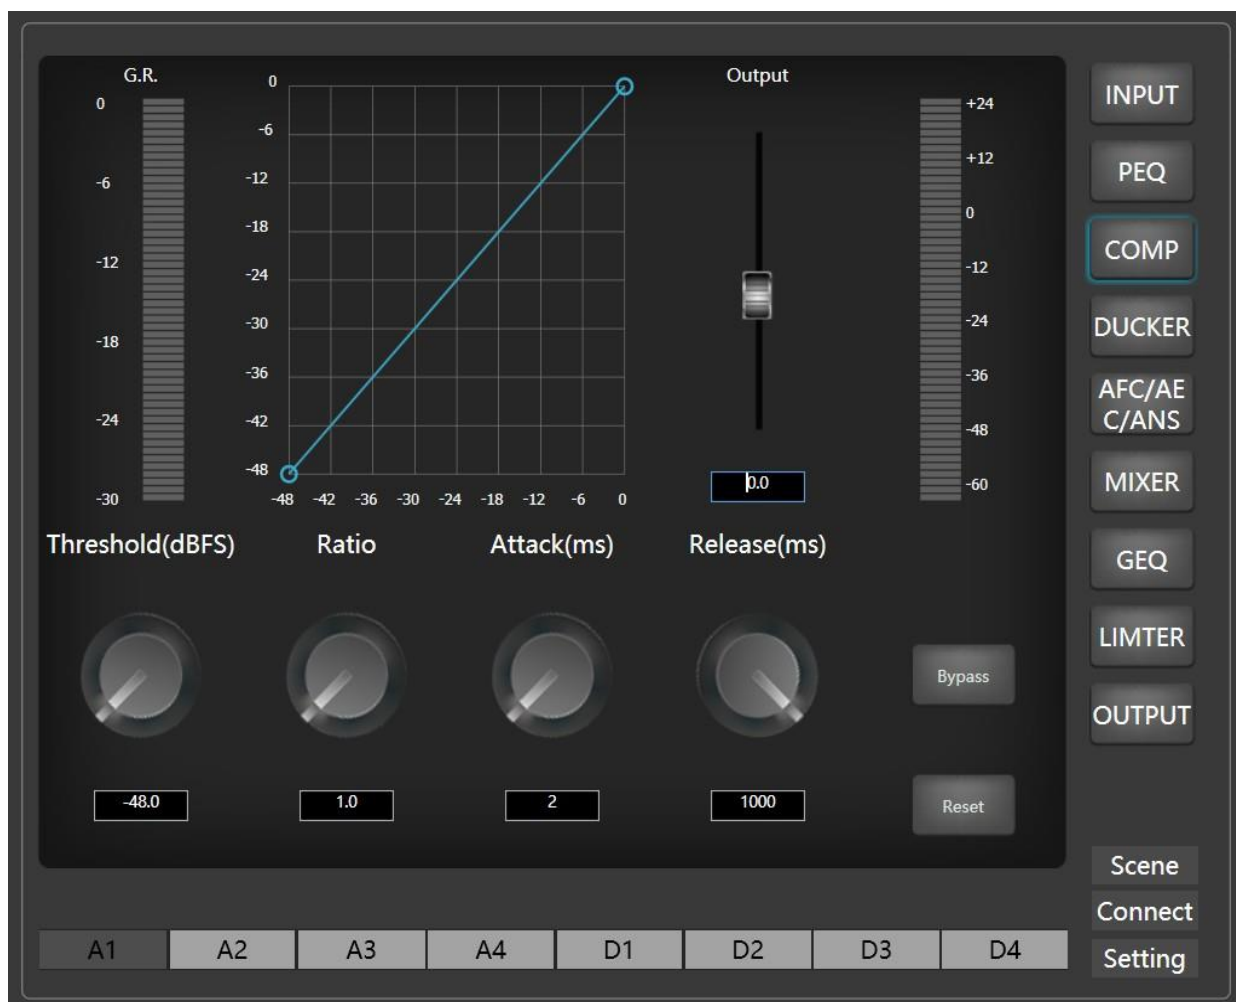 G.R.
0
-6
-12
-18
-24
-30
0
-6
-12
-18
-24
-30
-36
-42
-48
-48 -42 -36 -30 -24 -18 -12 -6 0
Output
0.0
+24
+12
0
-12
-24
-36
-48
-60
Threshold(dBFS) Ratio Attack(ms) Release(ms)
-48.0 1.0 2 1000
Bypass
Reset
INPUT
PEQ
COMP
DUCKER
AFC/AE
C/ANS
MIXER
GEQ
LIMTER
OUTPUT
Scene
Connect
Setting
A1 A2 A3 A4 D1 D2 D3 D4